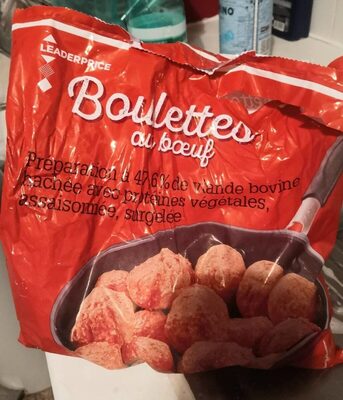 LEADERPRICE
Boulettes
au bœuf
Préparation à 47,6% de viande bovine
hachée avec protéines végétales,
assaisonnée, surgelée